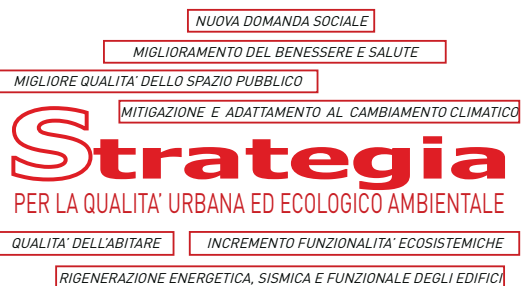 NUOVA DOMANDA SOCIALE
MIGLIORAMENTO DEL BENESSERE E SALUTE
MIGLIORE QUALITA' DELLO SPAZIO PUBBLICO
MITIGAZIONE E ADATTAMENTO AL CAMBIAMENTO CLIMATICO
Strategia
PER LA QUALITA' URBANA ED ECOLOGICO AMBIENTALE
QUALITA' DELL'ABITARE
INCREMENTO FUNZIONALITA' ECOSISTEMICHE
RIGENERAZIONE ENERGETICA, SISMICA E FUNZIONALE DEGLI EDIFICI